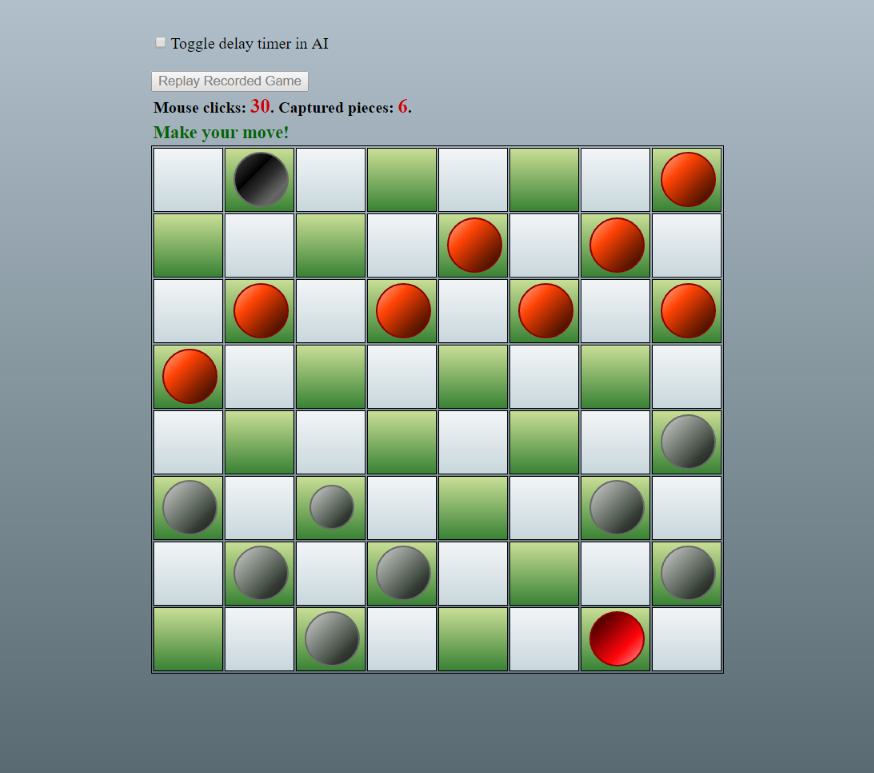 Toggle delay timer in AI
Replay Recorded Game
Mouse clicks: 30. Captured pieces: 6.
Make your move!